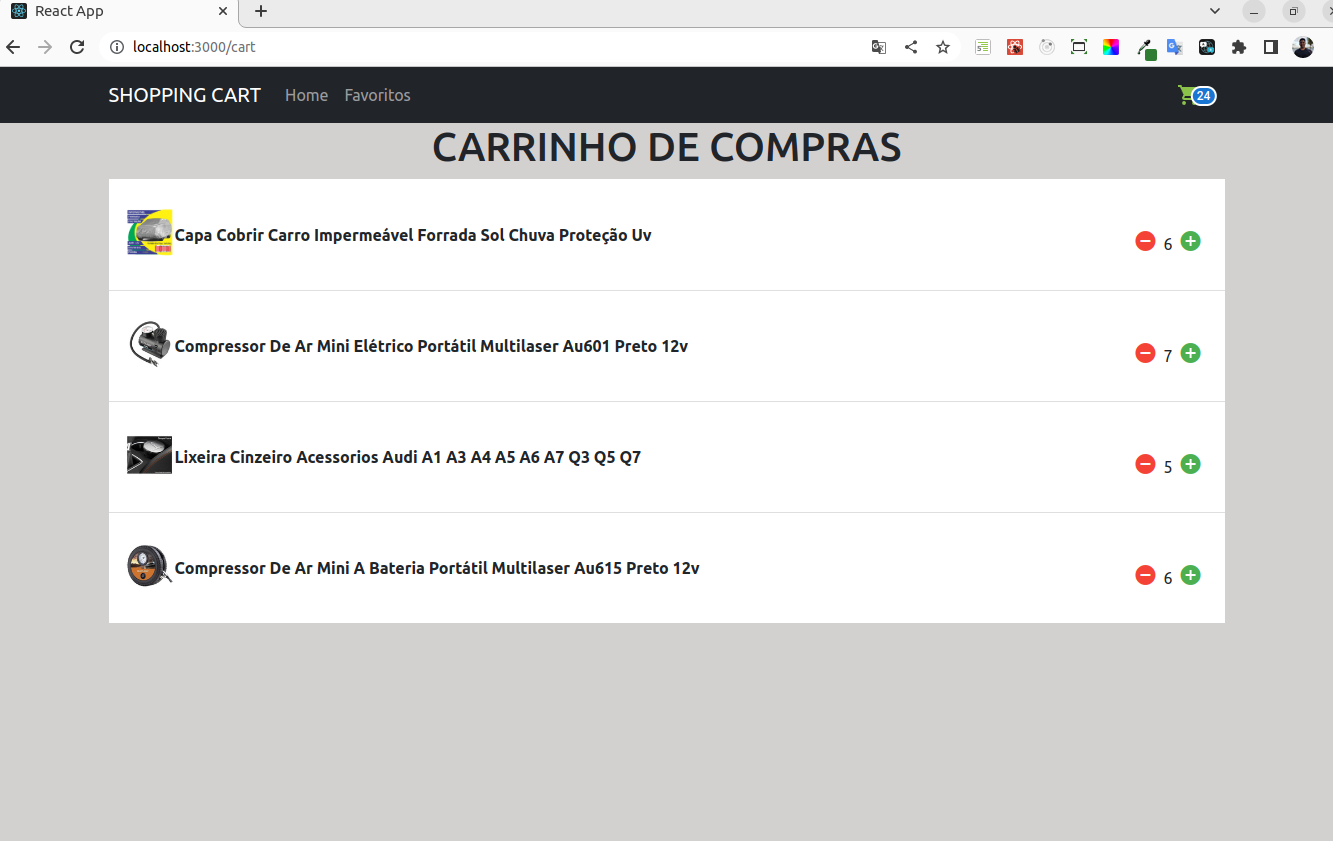 React App
localhost:3000/cart
SHOPPING CART Home Favoritos 24
CARRINHO DE COMPRAS
Capa Cobrir Carro Impermeável Forrada Sol Chuva Proteção Uv
6
Compressor De Ar Mini Elétrico Portátil Multilaser Au601 Preto 12v
7
Lixeira Cinzeiro Acessorios Audi A1 A3 A4 A5 A6 A7 Q3 Q5 Q7
5
Compressor De Ar Mini A Bateria Portátil Multilaser Au615 Preto 12v
6